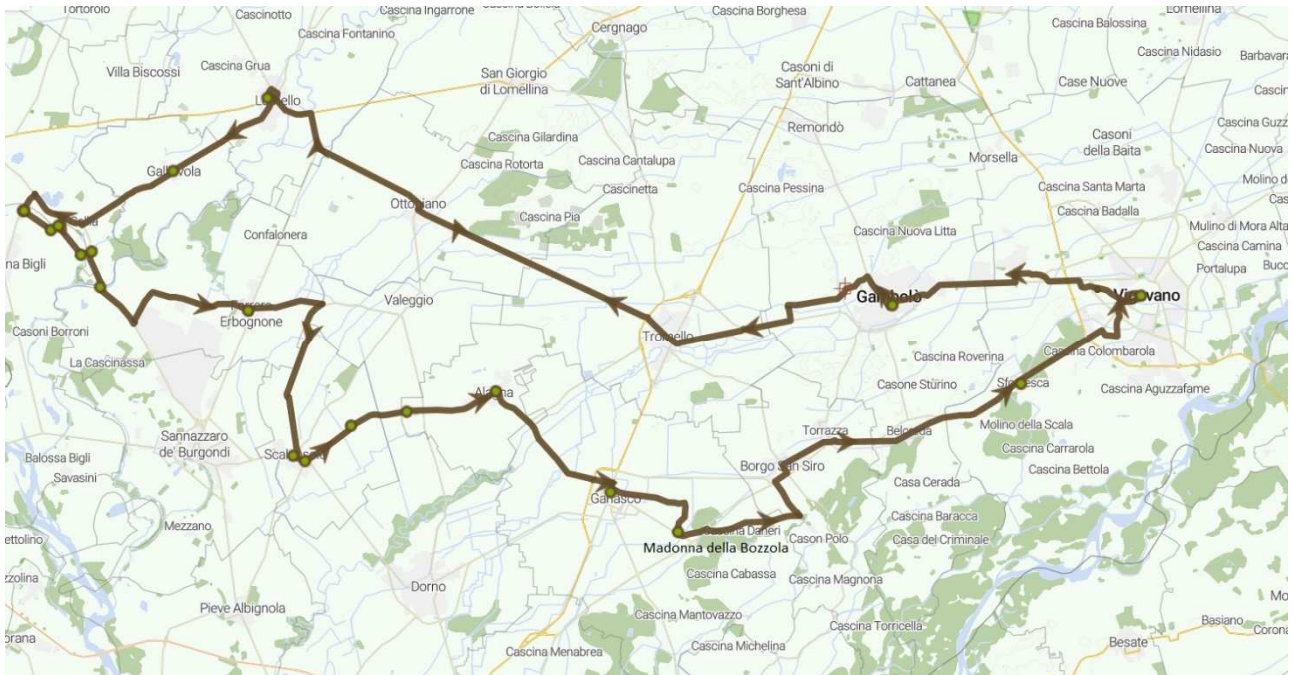 Tortorolo
Cascinotto
Cascina Ingarrone
Cascina Borghesa
Cascina Balossina
Lomellina
Cascina Fontanino
Cergnago
Cascina Nidasio
Villa Biscossi
Cascina Grua
San Giorgio
di Lomellina
Casoni di
Sant'Albino
Cattanea
Case Nuove
Barbavara
Cascina Guzz
Cascina Gilardina
Remondò
Casoni
della Baita
Cascina Nuova
Cascina Rotorta
Cascina Cantalupa
Morsella
Cascinetta
Cascina Pessina
Cascina Santa Marta
Molino d
Cascina Badalla
Cascina Pia
Mulino di Mora Alta
Confalonera
Cascina Nuova Litta
Cascina Camina
Portalupa
na Bigli
Valeggio
Erbognone
Casoni Borroni
Cascina Colombarola
La Cascinassa
Cascina Roverina
Casone Sturino
Cascina Aguzzafame
Sannazzaro
de' Burgondi
Torrazza
Molino della Scala
Cascina Carrarola
Balossa Bigli
Savasini
Borgo San Siro
Cascina Bettola
Casa Cerada
Mezzano
Cascina Baracca
ettolino
Cason Polo
Casa del Criminale
Madonna della Bozzola
Dorno
Cascina Cabassa
Cascina Magnona
Pieve Albignola
Cascina Mantovazzo
Cascina Torricella
Basiano
Cascina Michelina
Cascina Menabrea
Besate